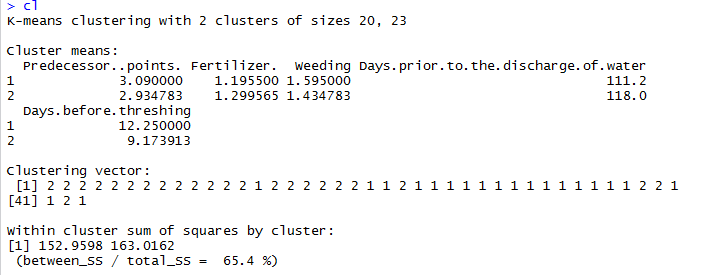 > cl
K-means clustering with 2 clusters of sizes 20, 23
Cluster means:
Predecessor..points. Fertilizer. Weeding Days.prior.to.the.discharge.of.water
1 3.090000 1.195500 1.595000 111.2
2 2.934783 1.299565 1.434783 118.0
Days.before.threshing
1 12.250000
2 9.173913
Clustering vector:
[1] 2 2 2 2 2 2 2 2 2 2 2 2 2 1 2 2 2 2 2 2 1 1 2 1 1 1 1 1 1 1 1 1 1 1 1 1 1 2 2 1
[41] 1 2 1
Within cluster sum of squares by cluster:
[1] 152.9598 163.0162
(between_SS / total_SS = 65.4 %)